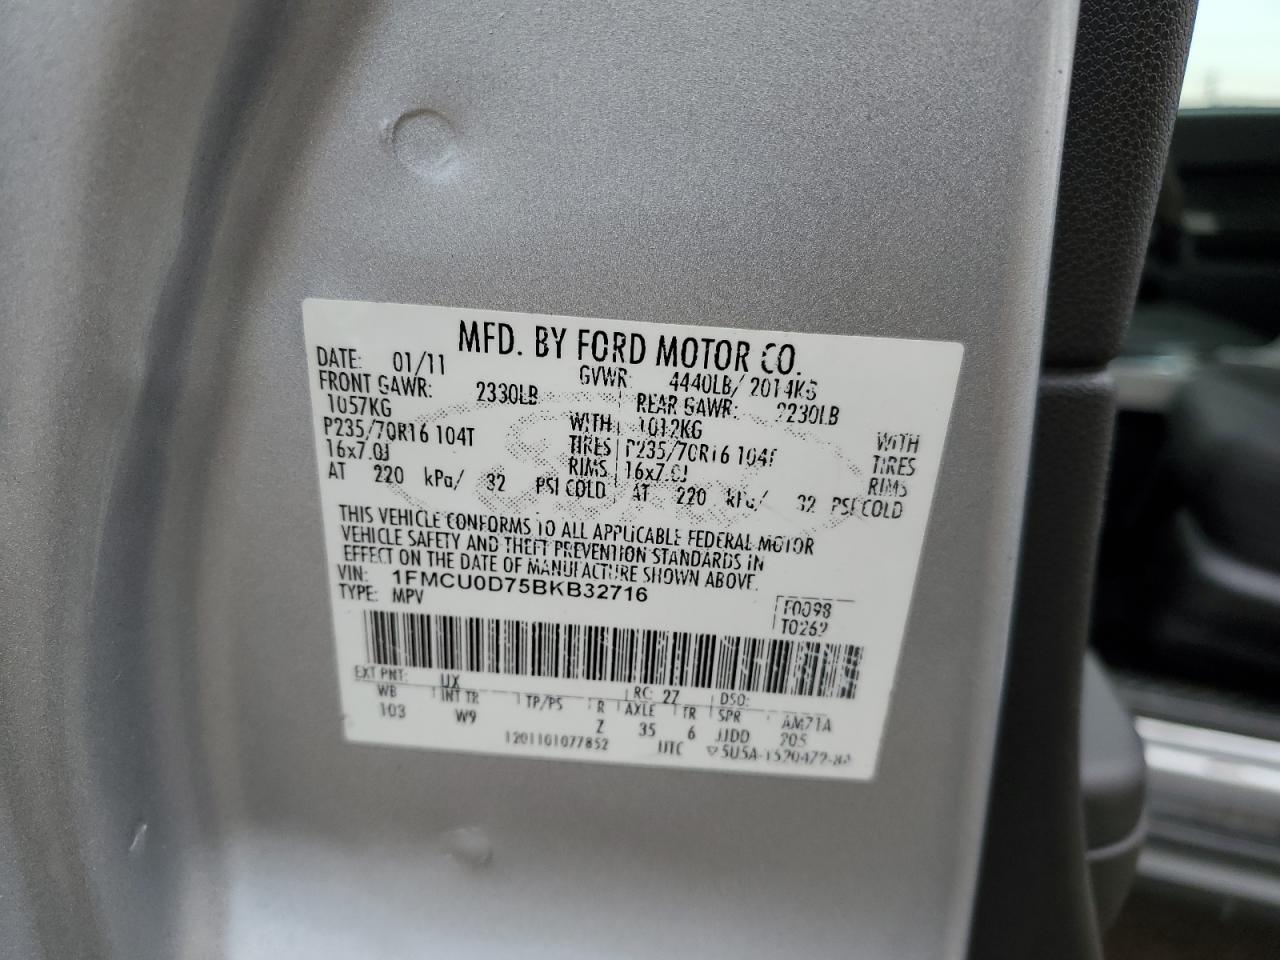 MFD. BY FORD MOTOR CO.
DATE: 01/11 GVWR: 4440LB/ 2014KG
FRONT GAWR: 2330LB REAR GAWR: 2230LB
1057KG WITH 1012KG WITH
P235/70R16 104T TIRES P235/70R16 104T TIRES
16x7.0J RIMS 16x7.0J RIMS
AT 220 kPa/ 32 PSI COLD AT 220 kPa/ 32 PSI COLD
THIS VEHICLE CONFORMS TO ALL APPLICABLE FEDERAL MOTOR
VEHICLE SAFETY AND THEFT PREVENTION STANDARDS IN
EFFECT ON THE DATE OF MANUFACTURE SHOWN ABOVE.
VIN: 1FMCU0D75BKB32716
TYPE: MPV F0098
T0262
EXT PNT: UX RC: 27 DSO:
WB INT TR TP/PS R AXLE TR SPR AM71A
103 W9 Z 35 6 JJDD 205
1201101077852 UTC